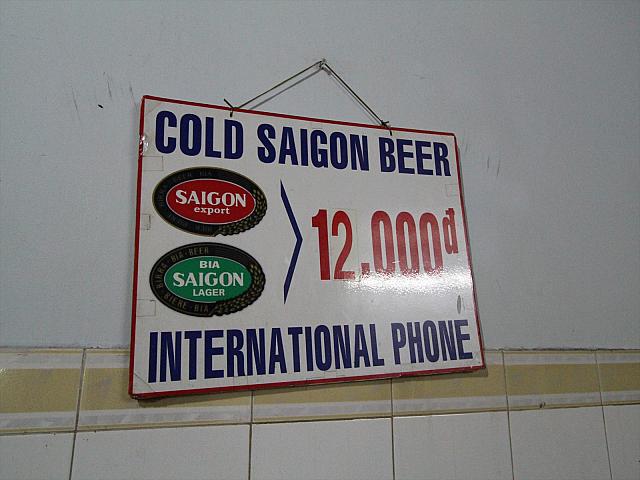 COLD SAIGON BEER
SAIGON
export
12.000đ
BIA
SAIGON
LAGER
INTERNATIONAL PHONE